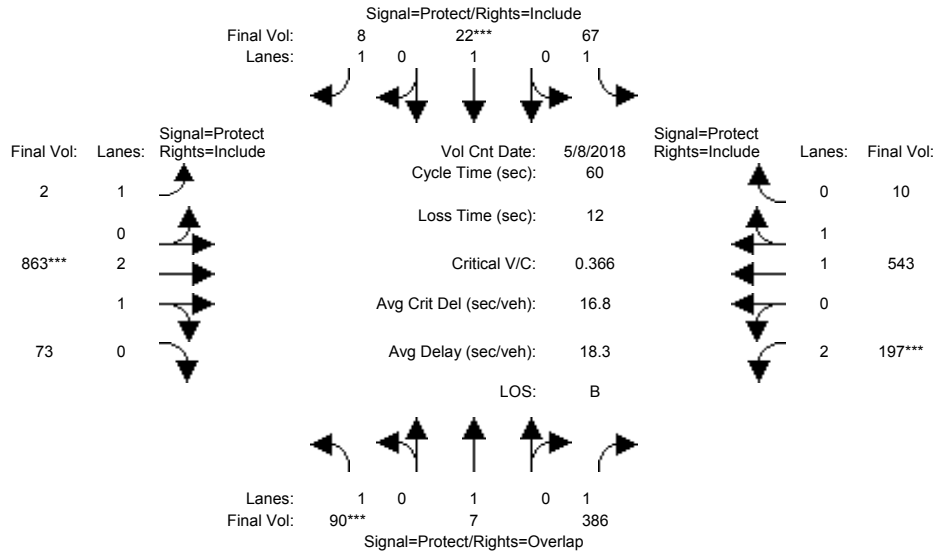 Signal=Protect/Rights=Include
Final Vol: 8 22*** 67
Lanes: 1 0 1 0 1
Signal=Protect Signal=Protect
Final Vol: Lanes: Rights=Include Vol Cnt Date: 5/8/2018 Rights=Include Lanes: Final Vol:
Cycle Time (sec): 60
2 1 0 10
Loss Time (sec): 12
0 1
863*** 2 Critical V/C: 0.366 1 543
1 Avg Crit Del (sec/veh): 16.8 0
73 0 Avg Delay (sec/veh): 18.3 2 197***
LOS: B
Lanes: 1 0 1 0 1
Final Vol: 90*** 7 386
Signal=Protect/Rights=Overlap